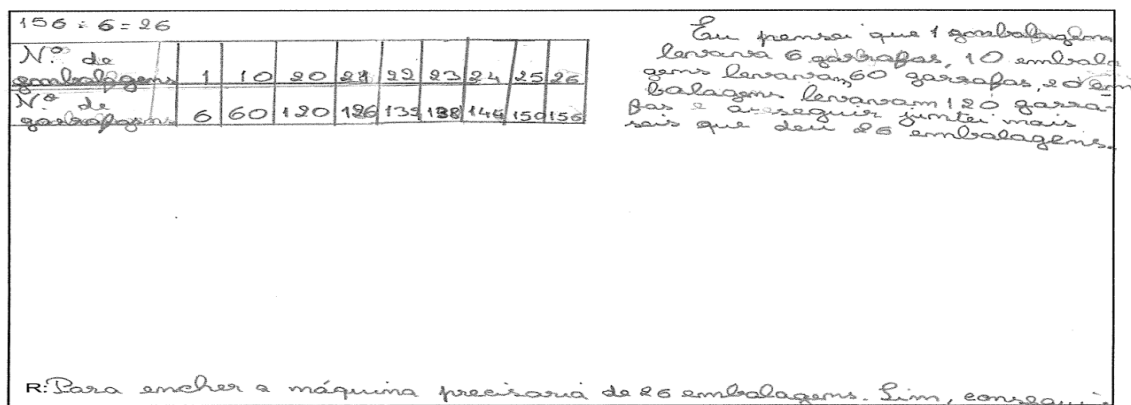 156 : 6 = 26
N.º de
embalagens 1 10 20 21 22 23 24 25 26
N.º de
garrafas 6 60 120 126 132 138 144 150 156
Eu pensei que 1 embalagem
levava 6 garrafas, 10 embala
gens levavam 60 garrafas, 20 em
balagens levavam 120 garra-
fas e a seguir juntei mais
seis que deu 26 embalagens.
R: Para encher a máquina precisaria de 26 embalagens. Sim, consegui